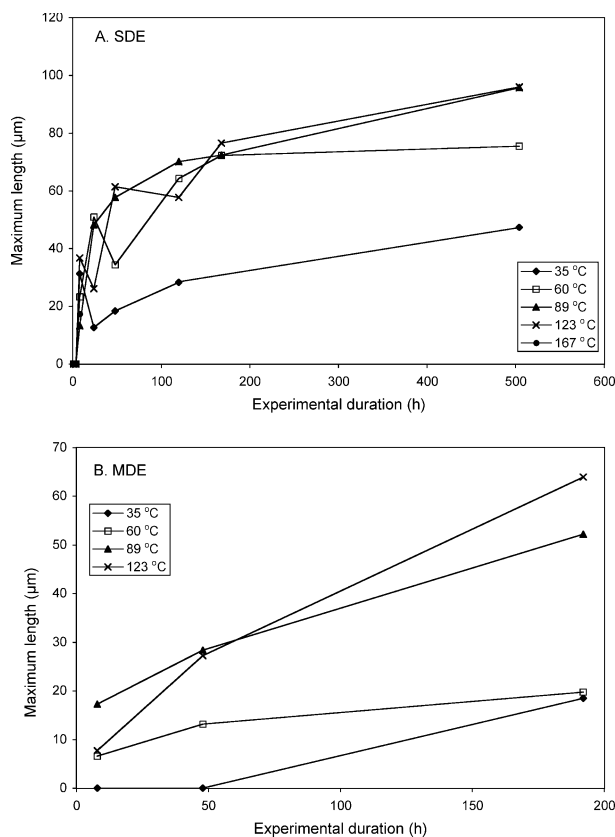 120
A. SDE
100
80
60
40
20
0
Maximum length (µm)
0 100 200 300 400 500 600
Experimental duration (h)
35 °C
60 °C
89 °C
123 °C
167 °C
70
B. MDE
60
50
40
30
20
10
0
Maximum length (µm)
35 °C
60 °C
89 °C
123 °C
0 50 100 150 200
Experimental duration (h)